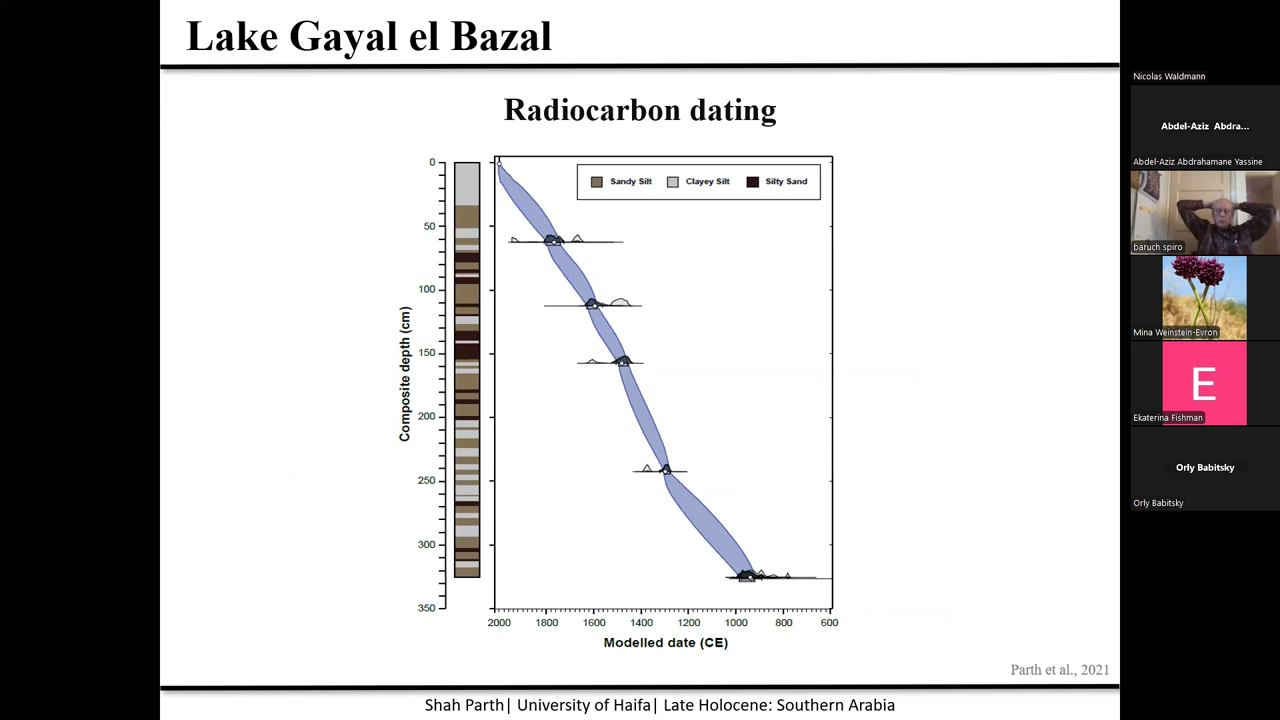 Lake Gayal el Bazal
Radiocarbon dating
Sandy Silt
Clayey Silt
Silty Sand
0
50
100
150
200
250
300
350
Composite depth (cm)
2000 1800 1600 1400 1200 1000 800 600
Modelled date (CE)
Parth et al., 2021
Shah Parth| University of Haifa| Late Holocene: Southern Arabia
Nicolas Waldmann
Abdel-Aziz Abdra...
Abdel-Aziz Abdrahamane Yassine
baruch spiro
Mina Weinstein-Evron
E
Ekaterina Fishman
Orly Babitsky
Orly Babitsky